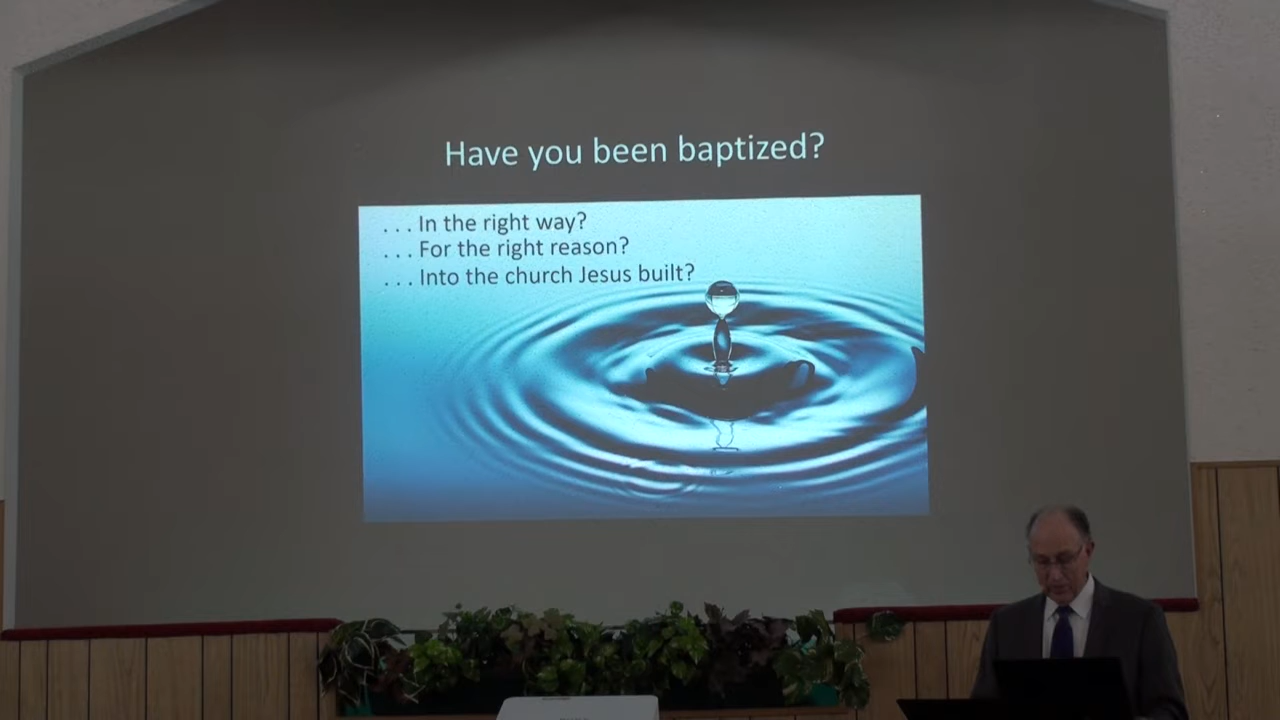 Have you been baptized?
. . . In the right way?
. . . For the right reason?
. . . Into the church Jesus built?